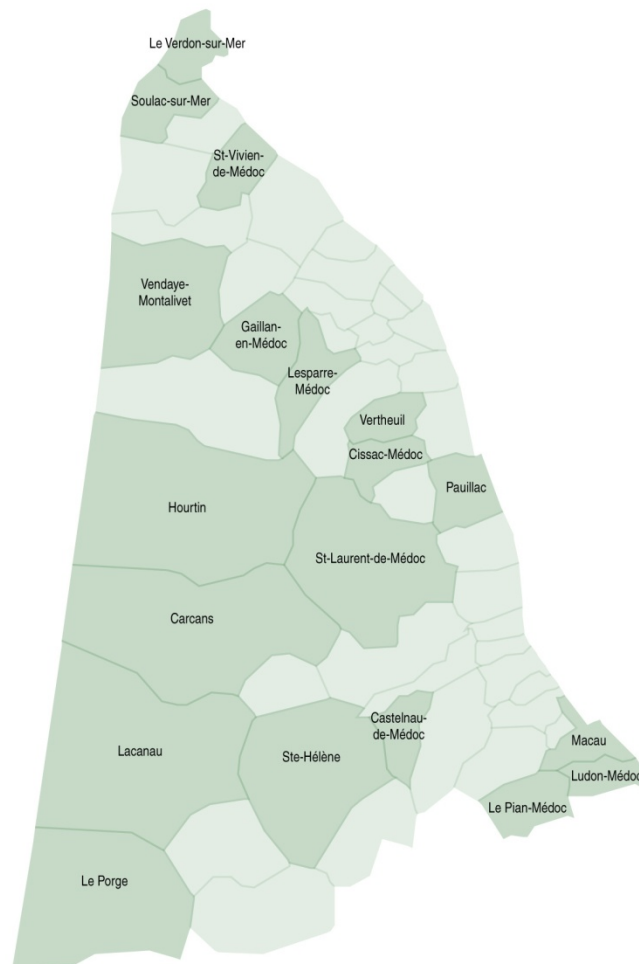 Le Verdon-sur-Mer
Soulac-sur-Mer
St-Vivien-
de-Médoc
Vendaye-
Montalivet
Gaillan-
en-Médoc
Lesparre-
Médoc
Vertheuil
Cissac-Médoc
Pauillac
Hourtin
St-Laurent-de-Médoc
Carcans
Castelnau-
de-Médoc
Lacanau
Ste-Hélène
Macau
Ludon-Médoc
Le Pian-Médoc
Le Porge